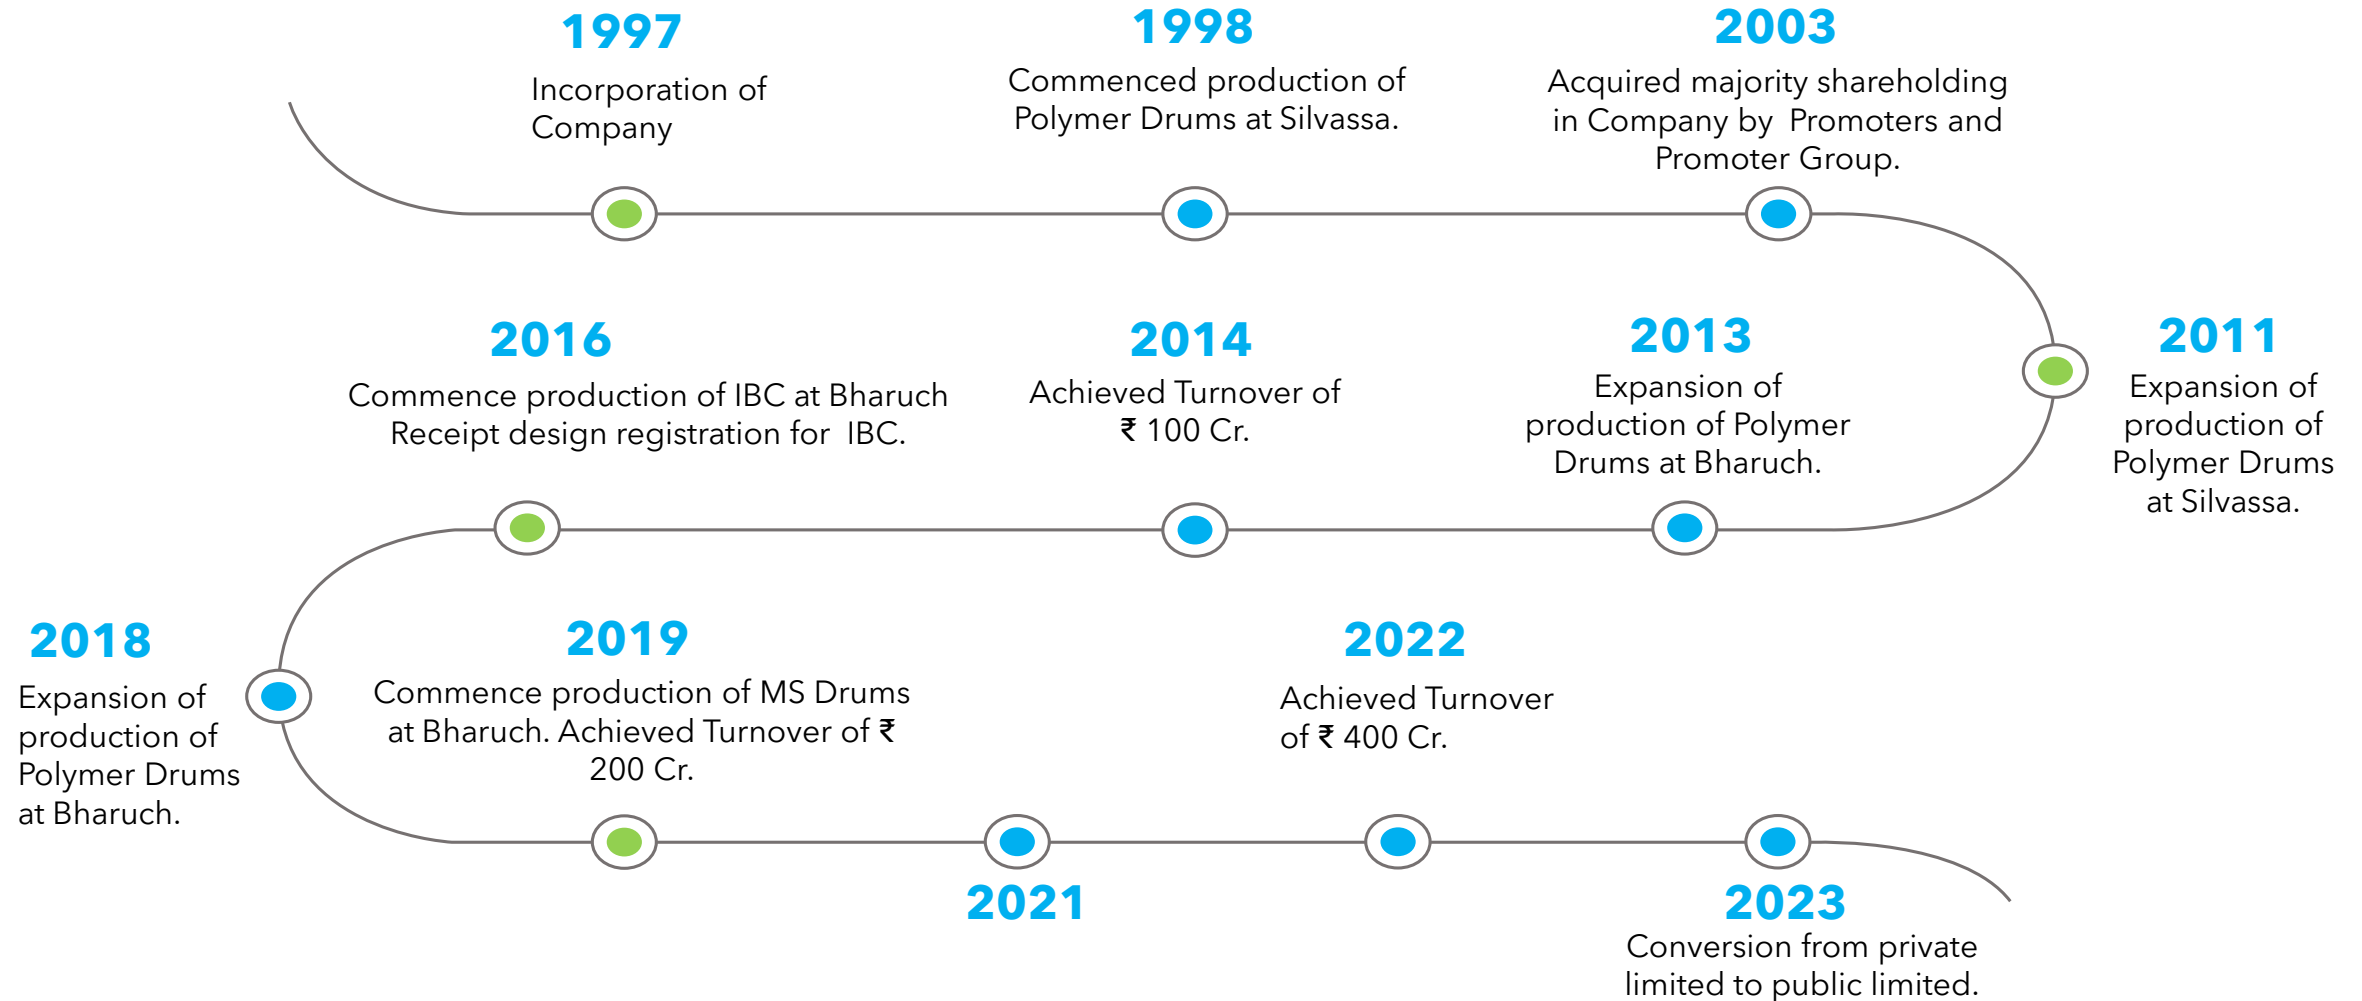 1997
Incorporation of
Company
1998
Commenced production of
Polymer Drums at Silvassa.
2003
Acquired majority shareholding
in Company by Promoters and
Promoter Group.
2011
Expansion of
production of
Polymer Drums
at Silvassa.
2013
Expansion of
production of Polymer
Drums at Bharuch.
2014
Achieved Turnover of
₹ 100 Cr.
2016
Commence production of IBC at Bharuch
Receipt design registration for IBC.
2018
Expansion of
production of
Polymer Drums
at Bharuch.
2019
Commence production of MS Drums
at Bharuch. Achieved Turnover of ₹
200 Cr.
2021
2022
Achieved Turnover
of ₹ 400 Cr.
2023
Conversion from private
limited to public limited.